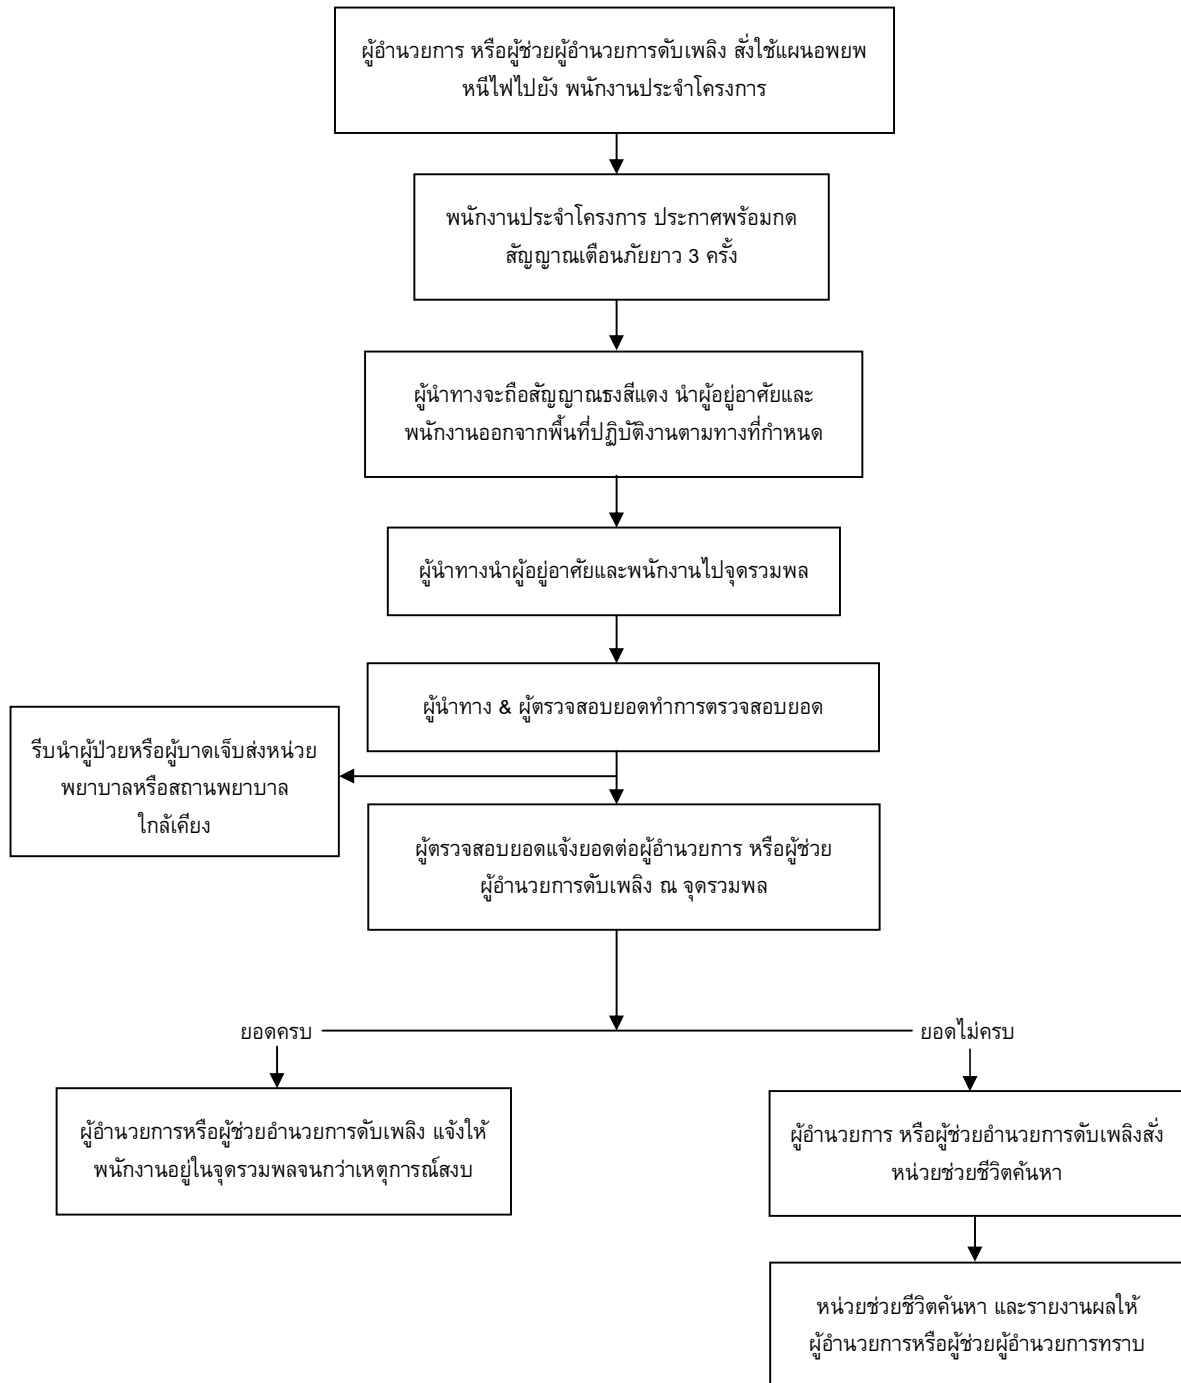 ผู้อำนวยการ หรือผู้ช่วยผู้อำนวยการดับเพลิง สั่งใช้แผนอพยพ
หนีไฟไปยัง พนักงานประจำโครงการ
พนักงานประจำโครงการ ประกาศพร้อมกด
สัญญาณเตือนภัยยาว 3 ครั้ง
ผู้นำทางจะถือสัญญาณธงสีแดง นำผู้อยู่อาศัยและ
พนักงานออกจากพื้นที่ปฏิบัติงานตามทางที่กำหนด
ผู้นำทางนำผู้อยู่อาศัยและพนักงานไปจุดรวมพล
ผู้นำทาง & ผู้ตรวจสอบยอดทำการตรวจสอบยอด
รีบนำผู้ป่วยหรือผู้บาดเจ็บส่งหน่วย
พยาบาลหรือสถานพยาบาล
ใกล้เคียง
ผู้ตรวจสอบยอดแจ้งยอดต่อผู้อำนวยการ หรือผู้ช่วย
ผู้อำนวยการดับเพลิง ณ จุดรวมพล
ยอดครบ
ยอดไม่ครบ
ผู้อำนวยการหรือผู้ช่วยอำนวยการดับเพลิง แจ้งให้
พนักงานอยู่ในจุดรวมพลจนกว่าเหตุการณ์สงบ
ผู้อำนวยการ หรือผู้ช่วยอำนวยการดับเพลิงสั่ง
หน่วยช่วยชีวิตค้นหา
หน่วยช่วยชีวิตค้นหา และรายงานผลให้
ผู้อำนวยการหรือผู้ช่วยผู้อำนวยการทราบ